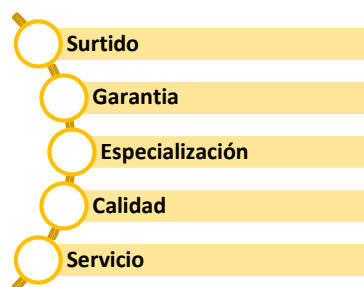 Surtido
Garantia
Especialización
Calidad
Servicio